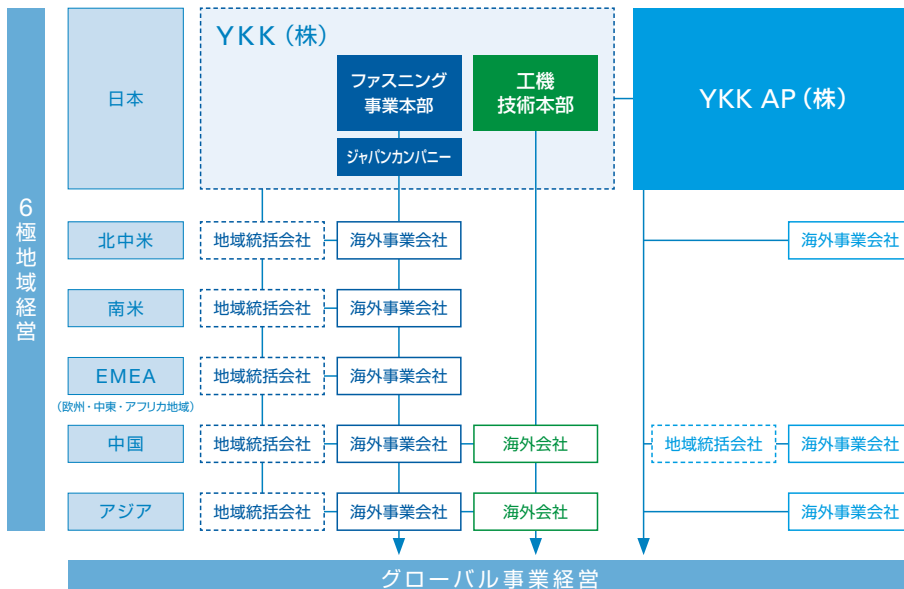 6極地域経営
日本
YKK（株）
ファスニング
事業本部
ジャパンカンパニー
工機
技術本部
YKK AP（株）
北中米
地域統括会社
海外事業会社
海外事業会社
南米
地域統括会社
海外事業会社
EMEA
（欧州・中東・アフリカ地域）
地域統括会社
海外事業会社
中国
地域統括会社
海外事業会社
海外会社
地域統括会社
海外事業会社
アジア
地域統括会社
海外事業会社
海外会社
海外事業会社
グローバル事業経営